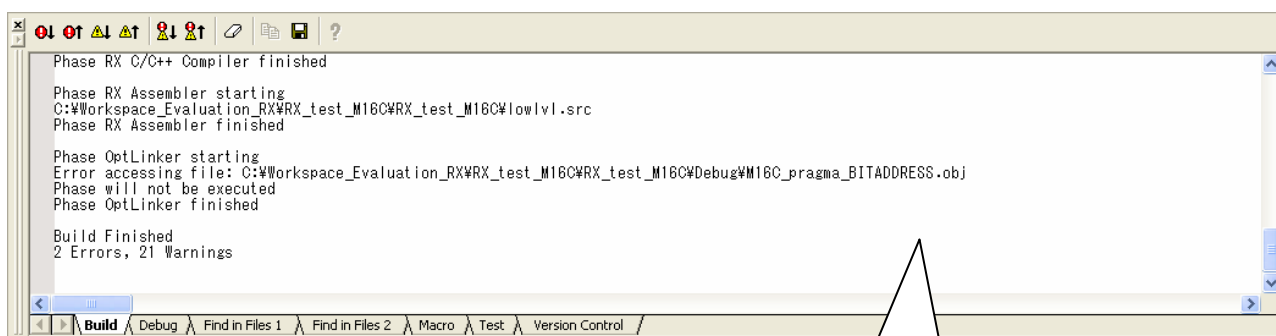 Phase RX C/C++ Compiler finished
Phase RX Assembler starting
C:¥Workspace_Evaluation_RX¥RX_test_M16C¥RX_test_M16C¥lowlvl.src
Phase RX Assembler finished
Phase OptLinker starting
Error accessing file: C:¥Workspace_Evaluation_RX¥RX_test_M16C¥RX_test_M16C¥Debug¥M16C_pragma_BITADDRESS.obj
Phase will not be executed
Phase OptLinker finished
Build Finished
2 Errors, 21 Warnings
Build Debug Find in Files 1 Find in Files 2 Macro Test Version Control